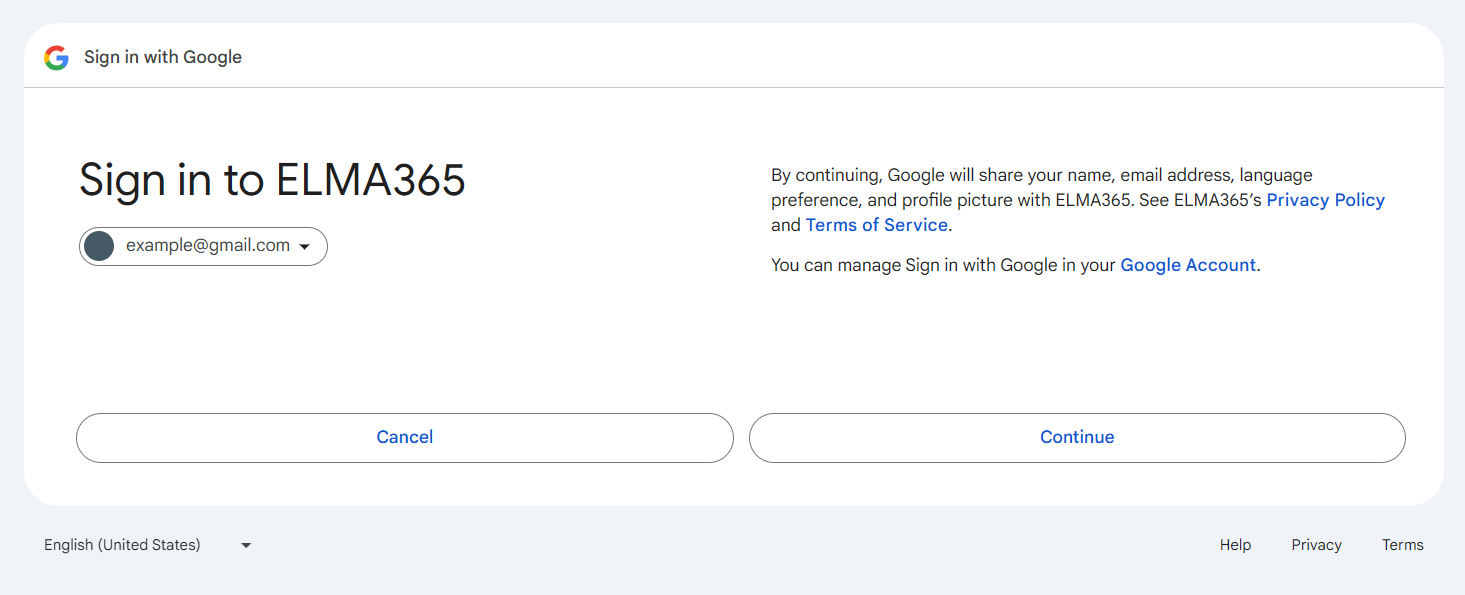 Sign in with Google
Sign in to ELMA365
example@gmail.com
By continuing, Google will share your name, email address, language
preference, and profile picture with ELMA365. See ELMA365’s Privacy Policy
and Terms of Service.
You can manage Sign in with Google in your Google Account.
Cancel
Continue
English (United States)
Help
Privacy
Terms